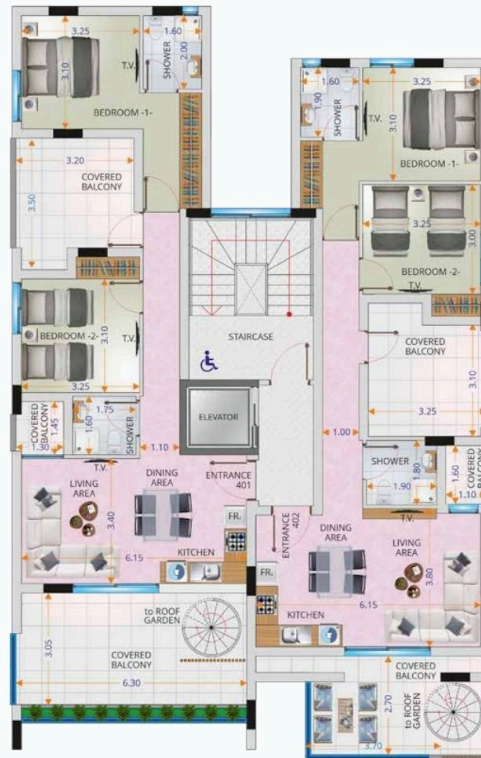 3.25
3.10
T.V.
BEDROOM -1-
1.60
2.00
SHOWER
3.20
3.50
COVERED
BALCONY
BEDROOM -2-
3.10
T.V.
3.25
COVERED
BALCONY
1.45
1.30
1.75
1.60
SHOWER
1.10
T.V.
LIVING
AREA
3.40
DINING
AREA
ENTRANCE
401
FR.
KITCHEN
6.15
to ROOF
GARDEN
3.05
COVERED
BALCONY
6.30
STAIRCASE
ELEVATOR
1.60
1.90
SHOWER
3.25
3.10
T.V.
BEDROOM -1-
3.25
3.00
BEDROOM -2-
T.V.
COVERED
BALCONY
3.10
3.25
1.00
SHOWER
1.80
1.90
COVERED
BALCONY
1.60
1.10
T.V.
ENTRANCE
402
DINING
AREA
LIVING
AREA
3.80
FR.
6.15
KITCHEN
COVERED
BALCONY
2.70
to ROOF
GARDEN
3.70